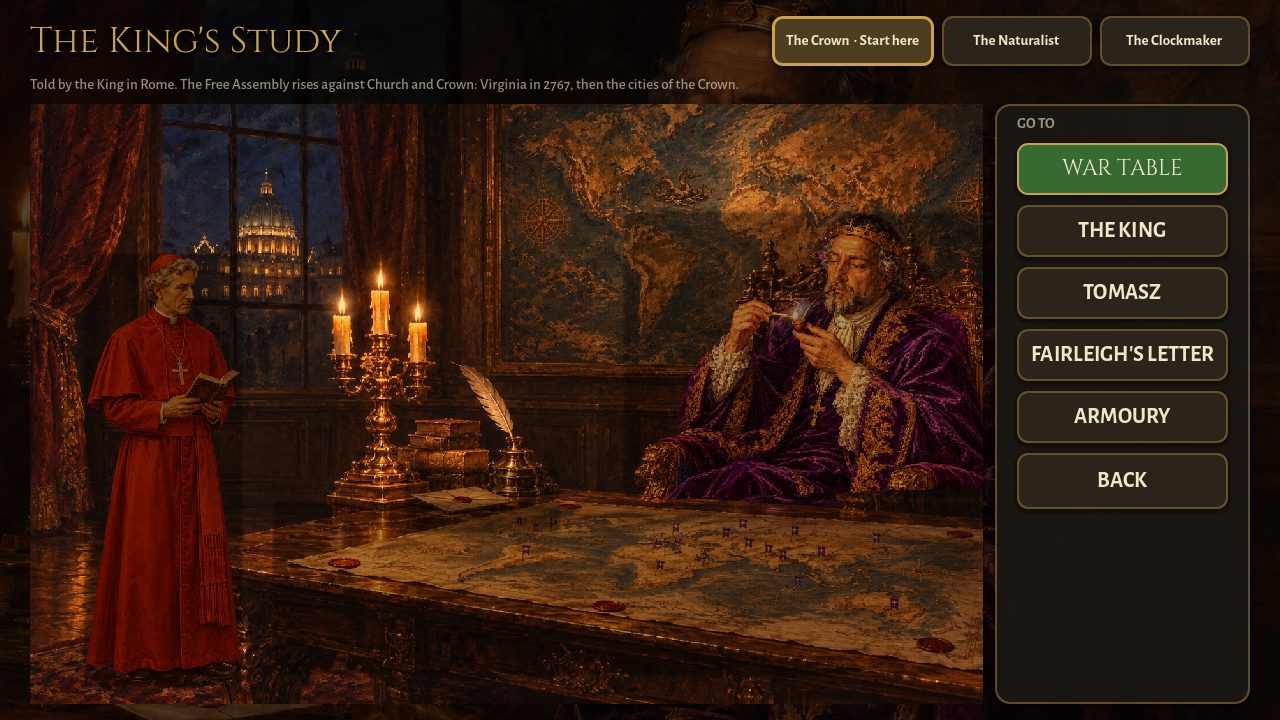 The King's Study
The Crown · Start here
The Naturalist
The Clockmaker
Told by the King in Rome. The Free Assembly rises against Church and Crown: Virginia in 2767, then the cities of the Crown.
GO TO
WAR TABLE
THE KING
TOMASZ
FAIRLEIGH'S LETTER
ARMOURY
BACK